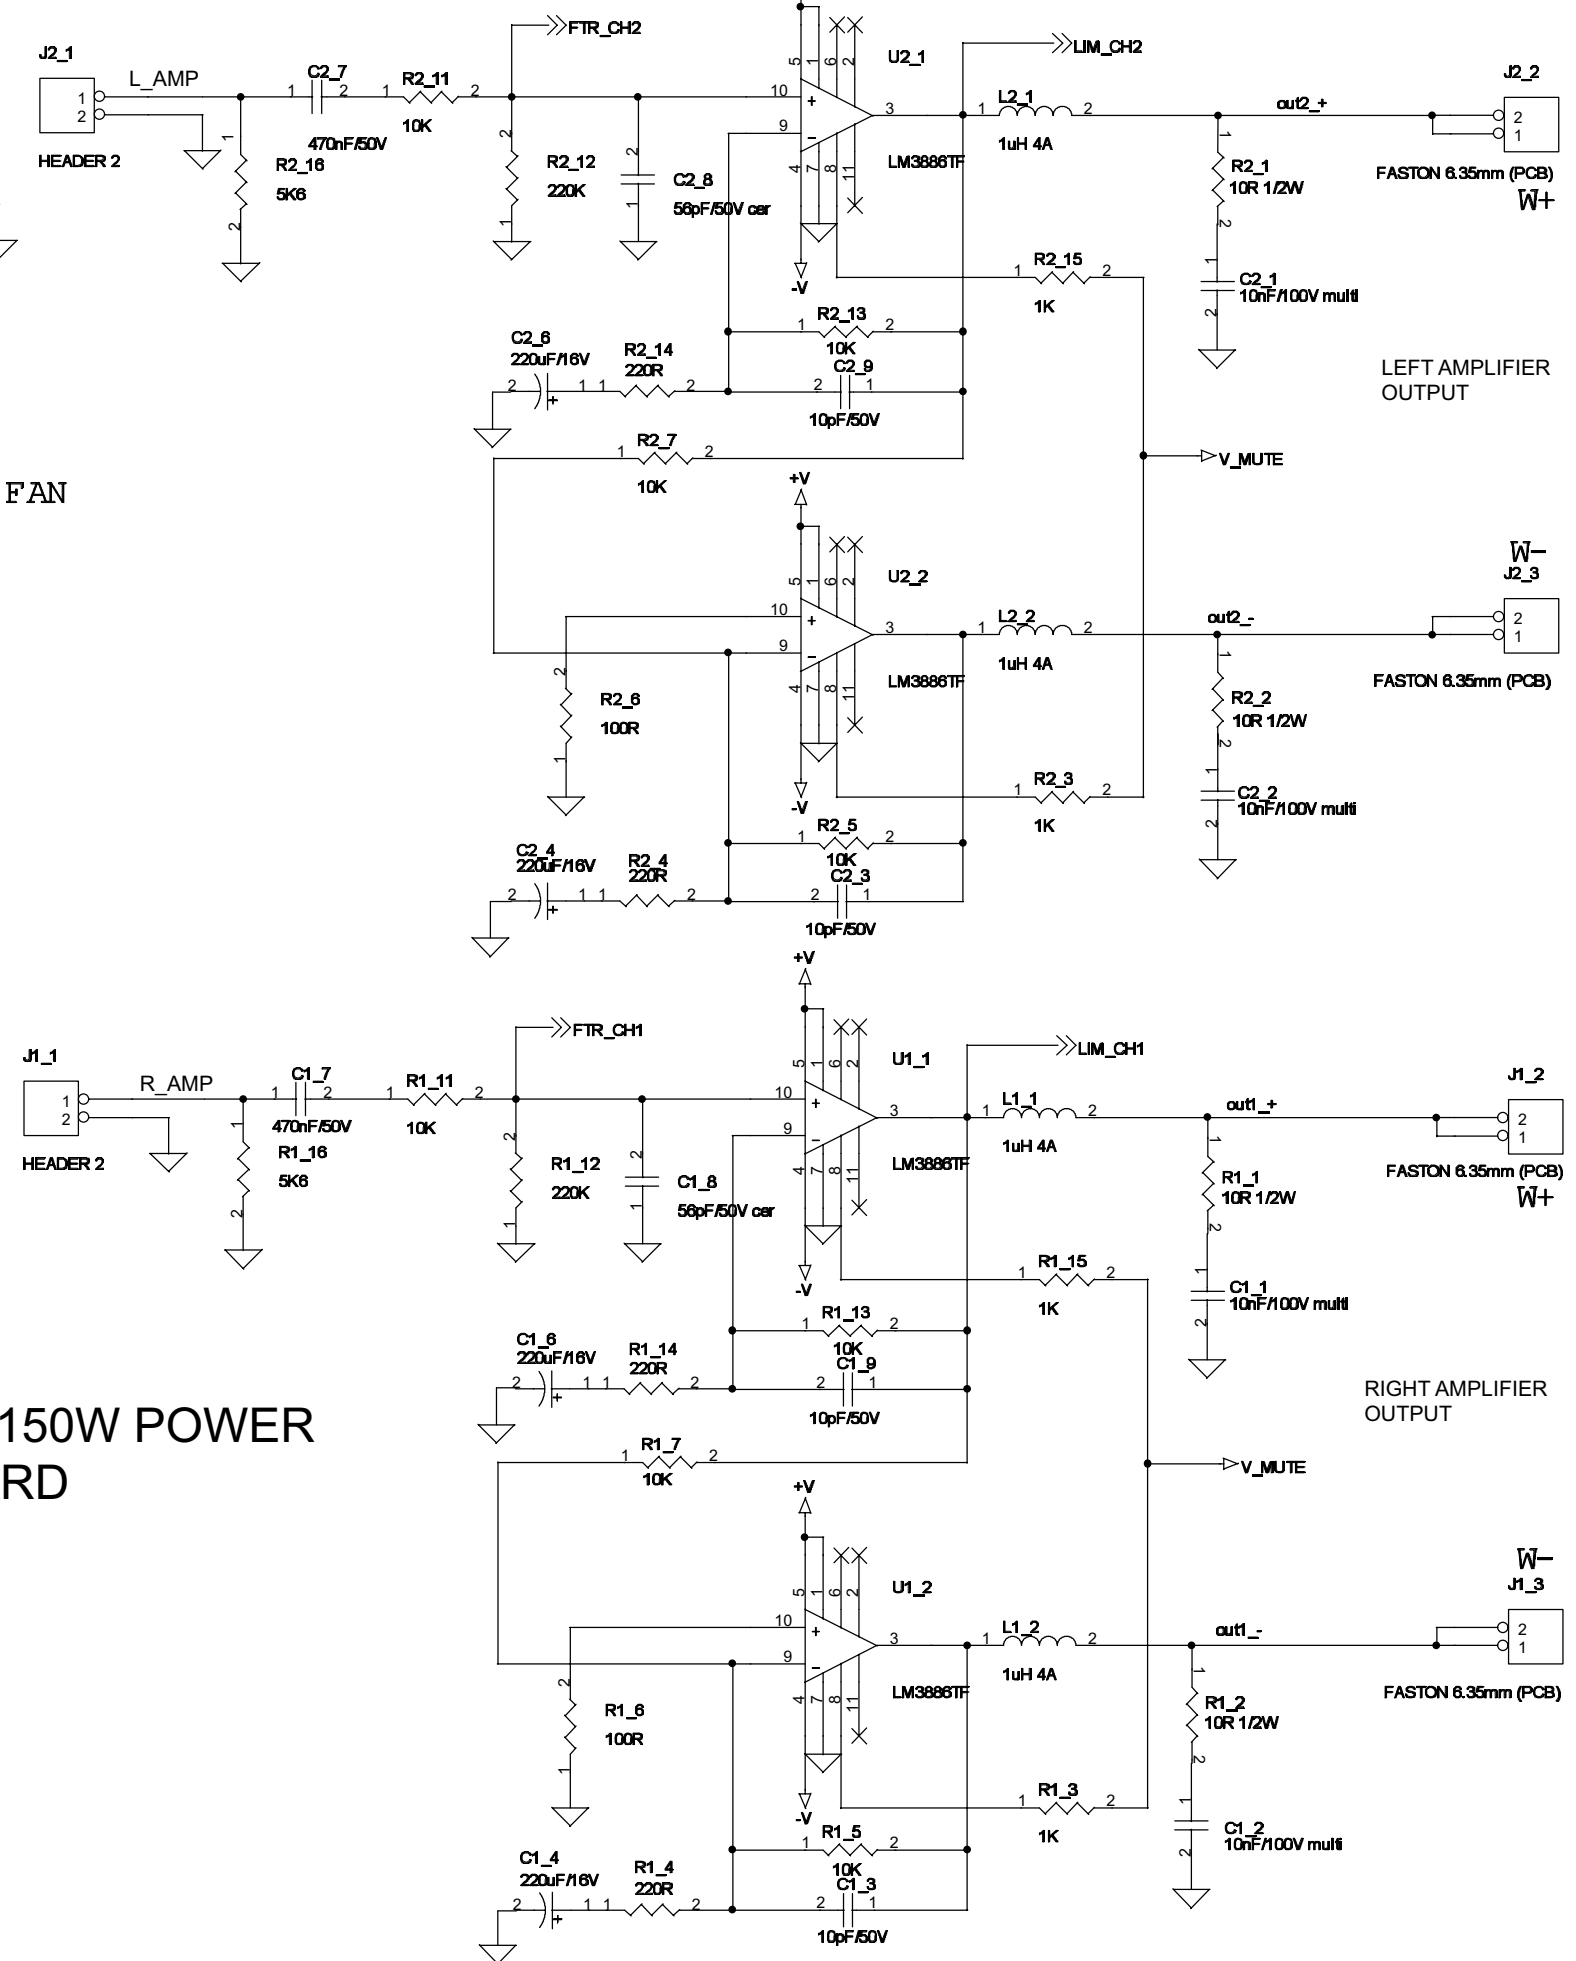 FTR_CH2
J2_1
L_AMP
1
2
HEADER 2
C2_7
1 2
470nF/50V
R2_11
1 2
10K
1
R2_16
5K6
2
2
R2_12
220K
1
2
C2_8
56pF/50V cer
1
5 1 6 2
U2_1
10 +
9 -
3
4 7 8 11
LM3886TF
-V
LIM_CH2
L2_1
1 2
1uH 4A
out2_+
J2_2
2
1
FASTON 6.35mm (PCB)
W+
1
R2_1
10R 1/2W
2
1
C2_1
10nF/100V multi
2
R2_15
1 2
1K
R2_13
1 2
10K
C2_9
2 1
10pF/50V
C2_6
220uF/16V
2 1
+
R2_14
220R
1 2
LEFT AMPLIFIER
OUTPUT
R2_7
1 2
10K
V_MUTE
FAN
+V
5 1 6 2
U2_2
10 +
9 -
3
4 7 8 11
LM3886TF
-V
L2_2
1 2
1uH 4A
out2_-
W-
J2_3
2
1
FASTON 6.35mm (PCB)
2
R2_6
100R
1
1
R2_2
10R 1/2W
2
1
C2_2
10nF/100V multi
2
R2_3
1 2
1K
R2_5
1 2
10K
C2_3
2 1
10pF/50V
C2_4
220uF/16V
2 1
+
R2_4
220R
1 2
+V
FTR_CH1
J1_1
R_AMP
1
2
HEADER 2
C1_7
1 2
470nF/50V
R1_11
1 2
10K
1
R1_16
5K6
2
2
R1_12
220K
1
2
C1_8
56pF/50V cer
1
5 1 6 2
U1_1
10 +
9 -
3
4 7 8 11
LM3886TF
-V
LIM_CH1
L1_1
1 2
1uH 4A
out1_+
J1_2
2
1
FASTON 6.35mm (PCB)
W+
1
R1_1
10R 1/2W
2
1
C1_1
10nF/100V multi
2
R1_15
1 2
1K
R1_13
1 2
10K
C1_9
2 1
10pF/50V
C1_6
220uF/16V
2 1
+
R1_14
220R
1 2
RIGHT AMPLIFIER
OUTPUT
150W POWER
RD
R1_7
1 2
10K
V_MUTE
+V
5 1 6 2
U1_2
10 +
9 -
3
4 7 8 11
LM3886TF
-V
L1_2
1 2
1uH 4A
out1_-
W-
J1_3
2
1
FASTON 6.35mm (PCB)
2
R1_6
100R
1
1
R1_2
10R 1/2W
2
1
C1_2
10nF/100V multi
2
R1_3
1 2
1K
R1_5
1 2
10K
C1_3
2 1
10pF/50V
C1_4
220uF/16V
2 1
+
R1_4
220R
1 2